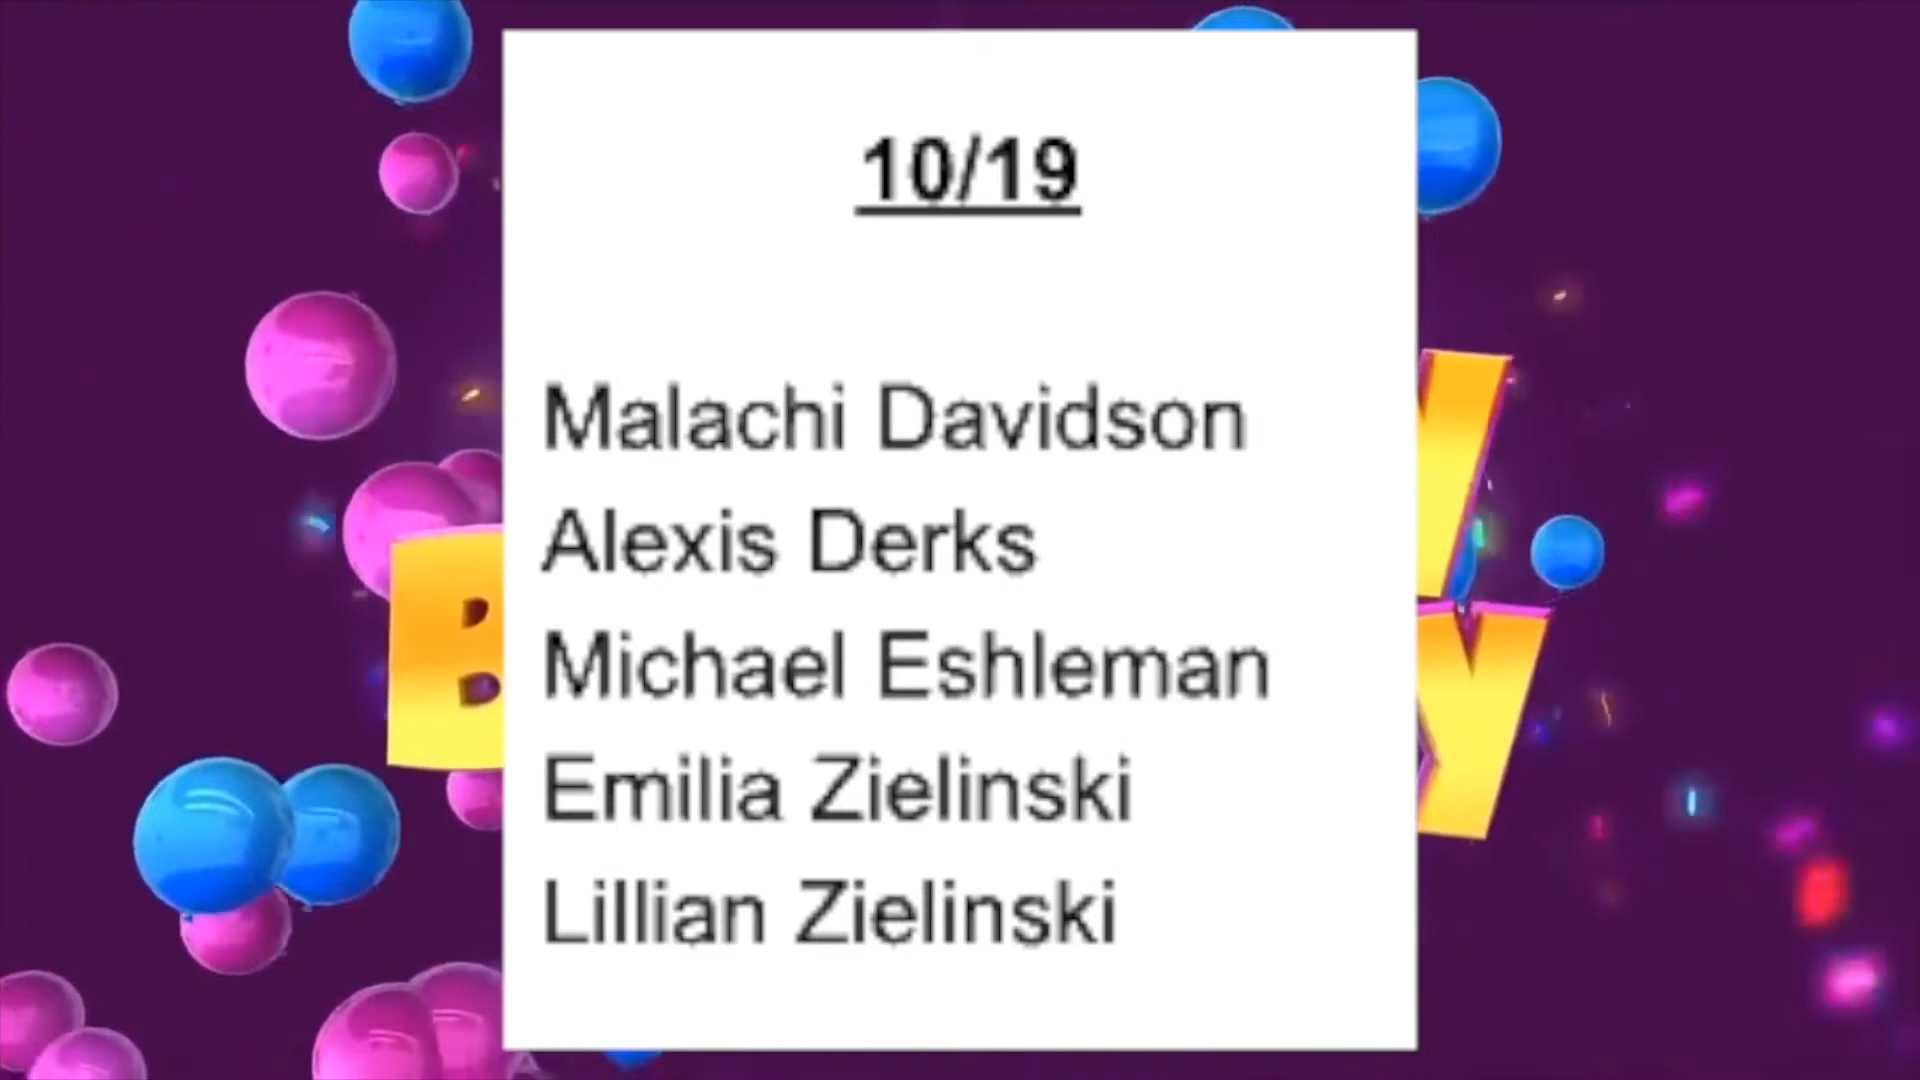 10/19
Malachi Davidson
Alexis Derks
Michael Eshleman
Emilia Zielinski
Lillian Zielinski